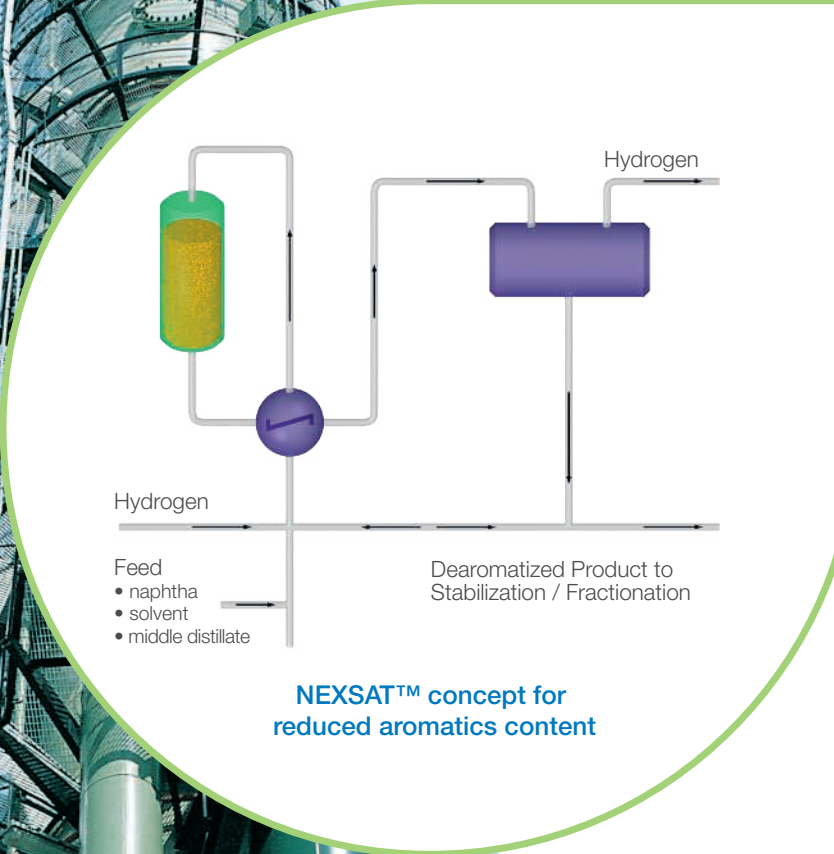 Hydrogen
Hydrogen
Feed
• naphtha
• solvent
• middle distillate
Dearomatized Product to
Stabilization / Fractionation
NEXSAT™ concept for
reduced aromatics content